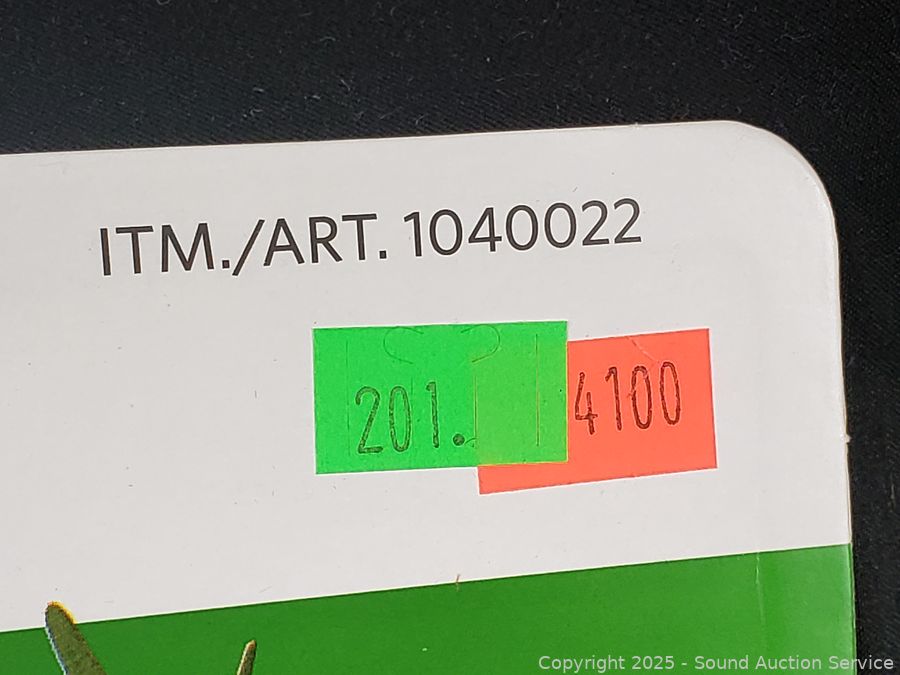 ITM./ART. 1040022
201. 4100
Copyright 2025 - Sound Auction Service